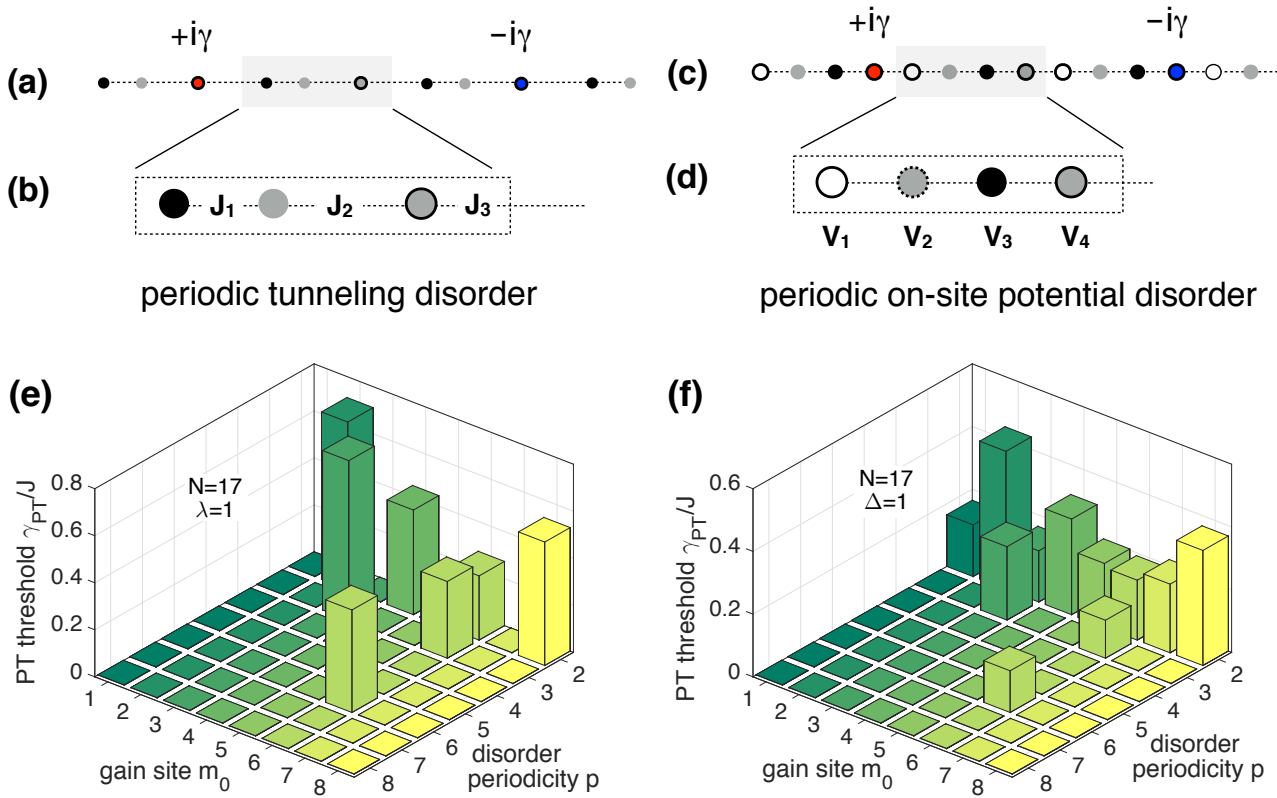 (a)
+iγ
−iγ
(b)
J₁
J₂
J₃
periodic tunneling disorder
(c)
+iγ
−iγ
(d)
V₁
V₂
V₃
V₄
periodic on-site potential disorder
(e)
N=17
λ=1
PT threshold γ_PT/J
0.8
0.6
0.4
0.2
0
1
2
3
4
5
6
7
8
gain site m₀
8
7
6
5
4
3
2
disorder
periodicity p
(f)
N=17
Δ=1
PT threshold γ_PT/J
0.6
0.4
0.2
0
1
2
3
4
5
6
7
8
gain site m₀
8
7
6
5
4
3
2
disorder
periodicity p